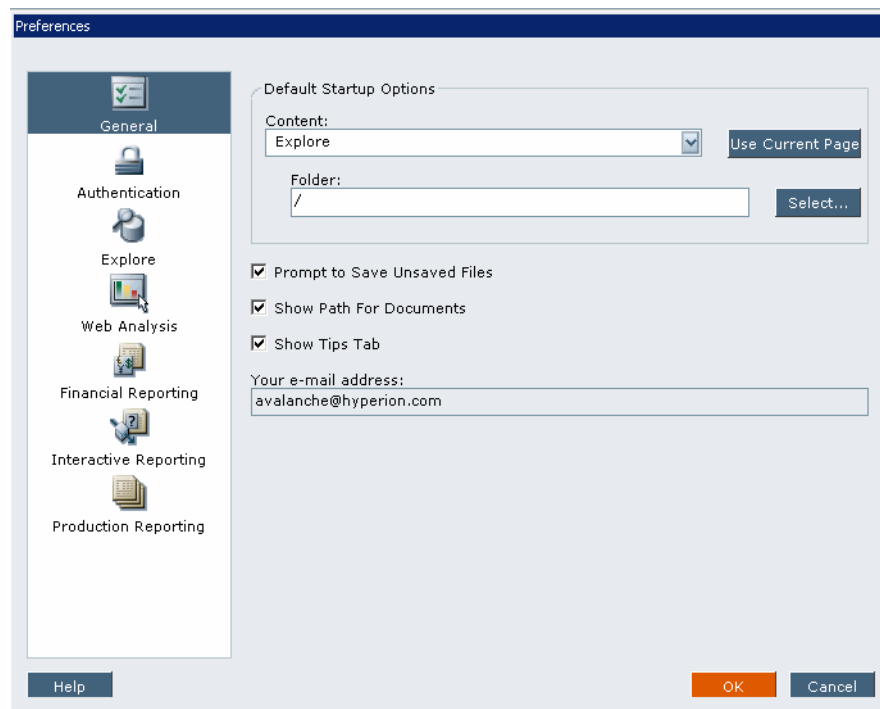 Preferences
General
Authentication
Explore
Web Analysis
Financial Reporting
Interactive Reporting
Production Reporting
Default Startup Options
Content:
Explore
Use Current Page
Folder:
/
Select...
Prompt to Save Unsaved Files
Show Path For Documents
Show Tips Tab
Your e-mail address:
avalanche@hyperion.com
Help
OK
Cancel